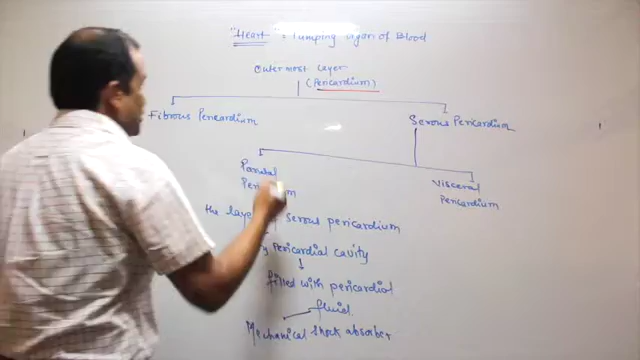 "Heart" = Pumping organ of Blood
Outermost layer
(Pericardium)
Fibrous Pericardium
Serous Pericardium
Parietal
Pericardium
Visceral
Pericardium
the laye serous pericardium
Pericardial cavity
filled with pericardial
fluid.
Mechanical shock absorber